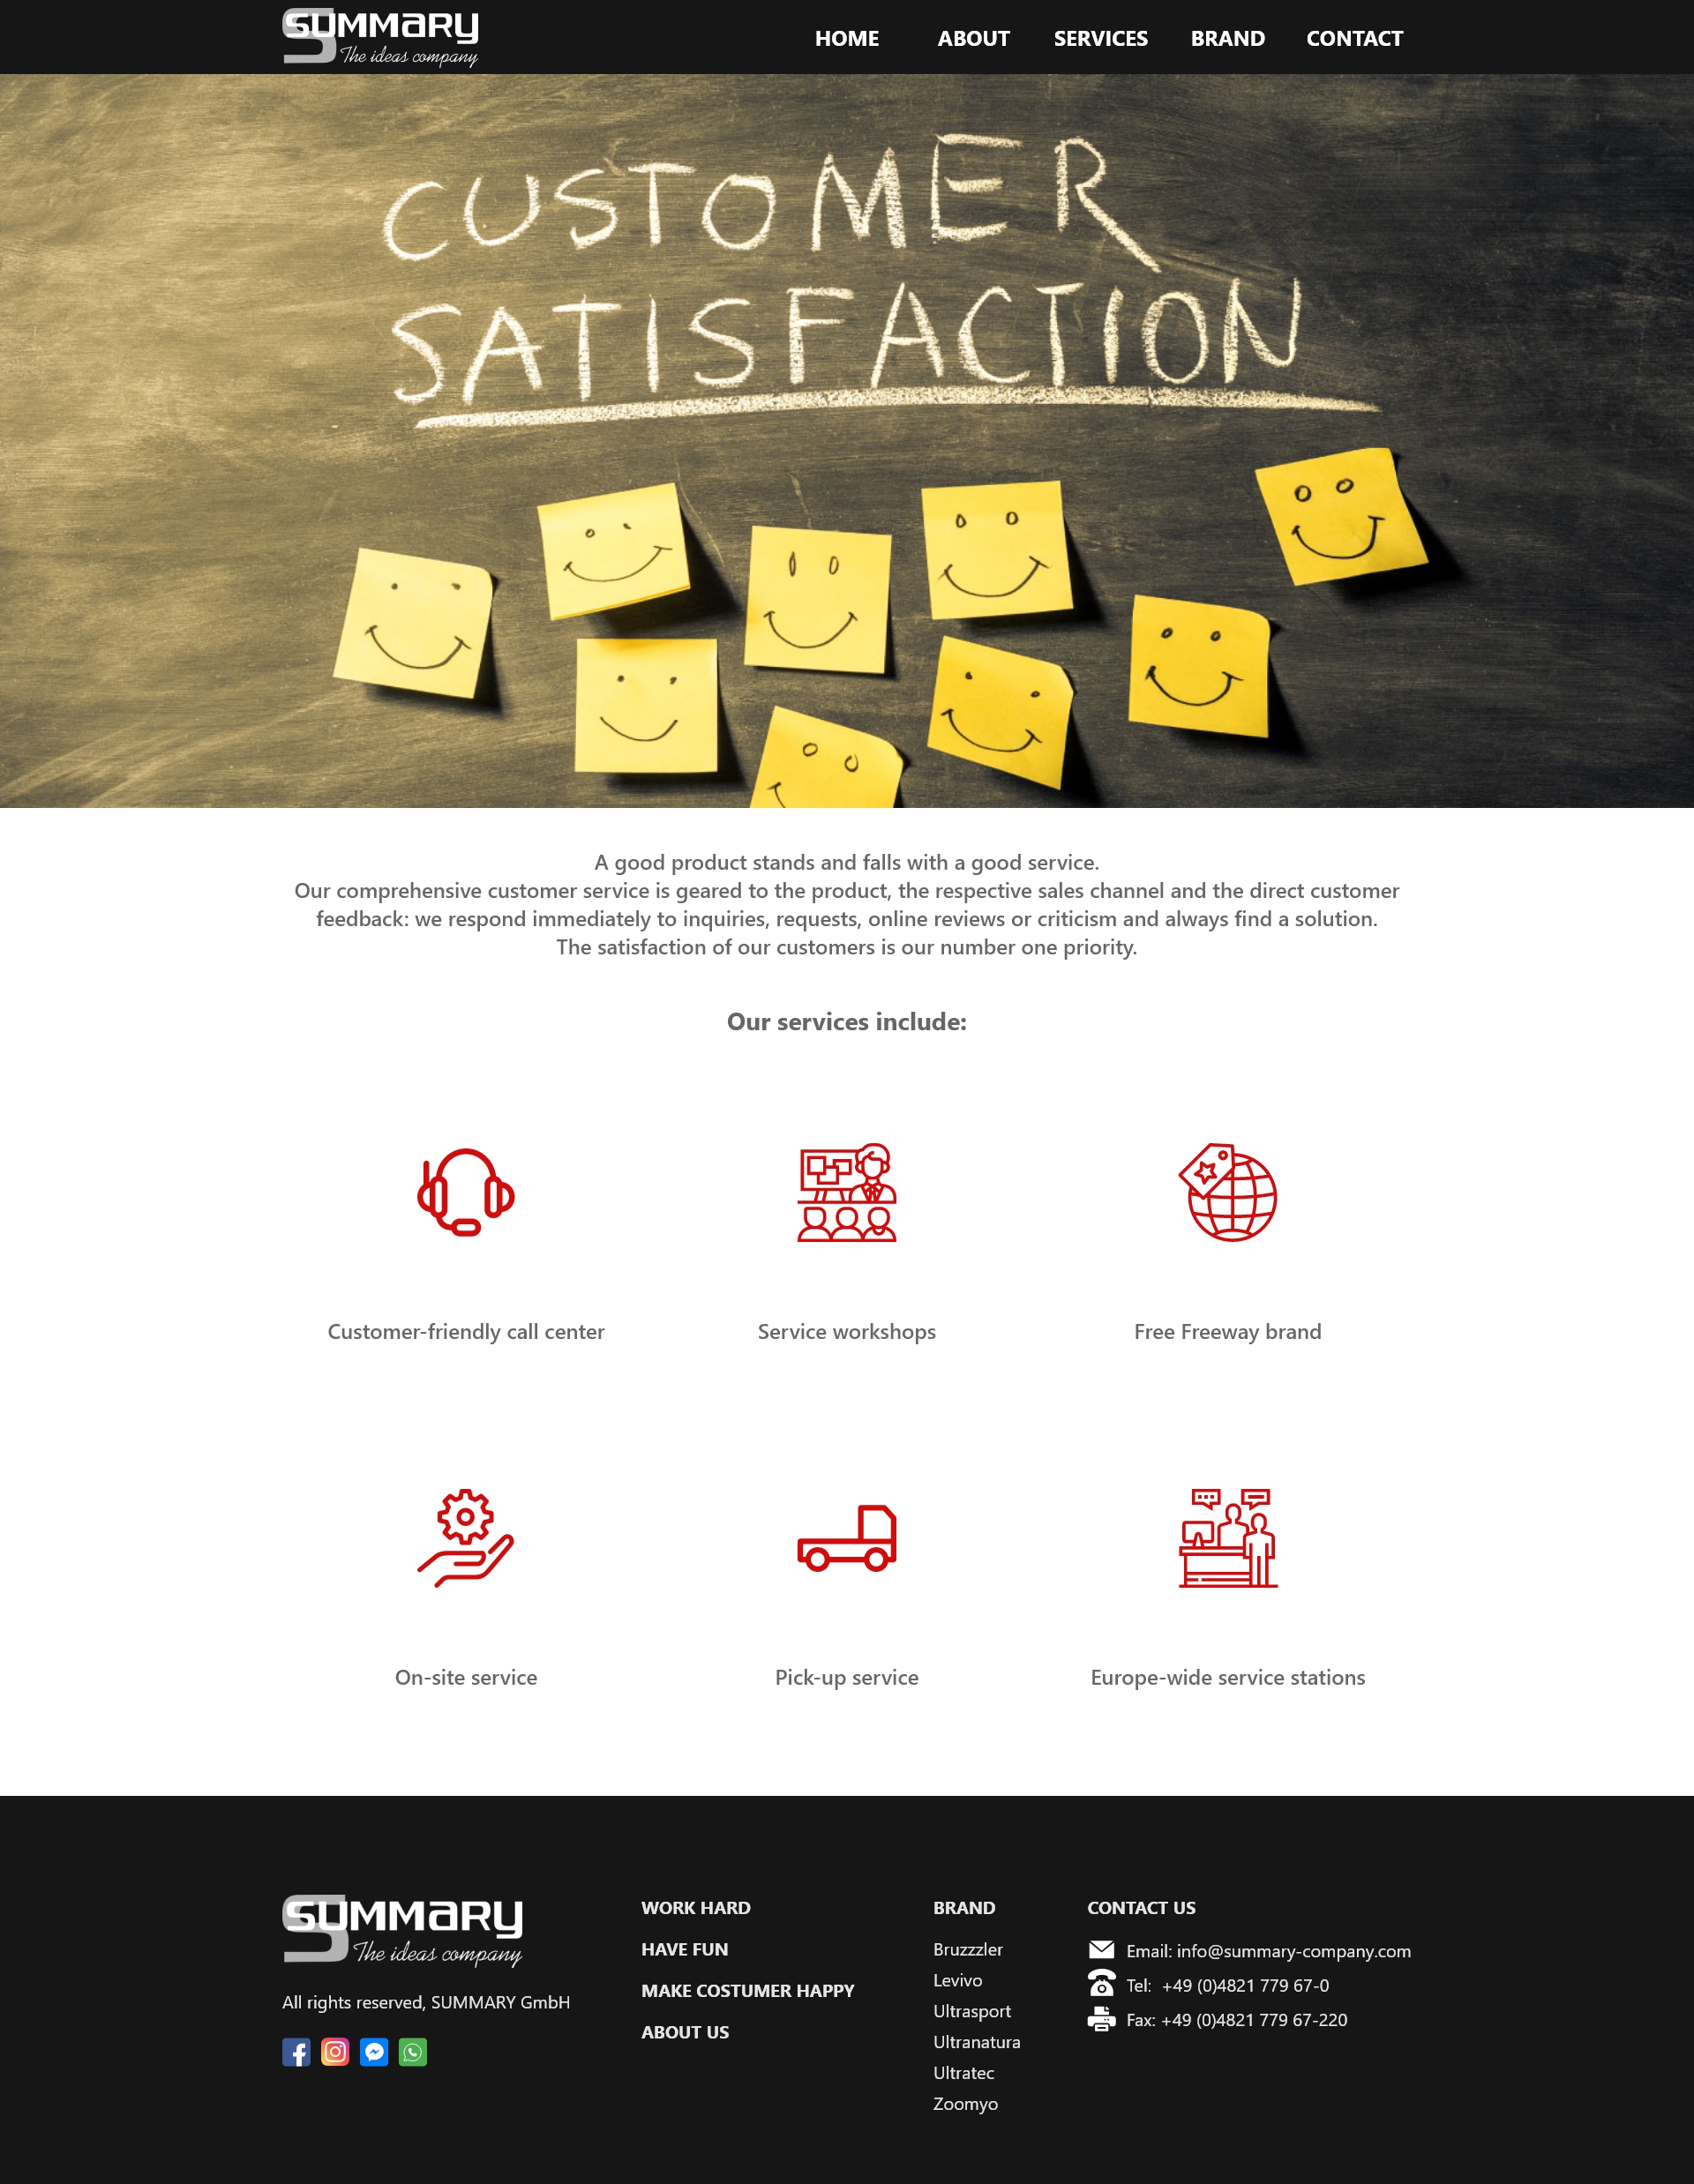 SUMMARY
The ideas company
HOME ABOUT SERVICES BRAND CONTACT
CUSTOMER
SATISFACTION
A good product stands and falls with a good service.
Our comprehensive customer service is geared to the product, the respective sales channel and the direct customer
feedback: we respond immediately to inquiries, requests, online reviews or criticism and always find a solution.
The satisfaction of our customers is our number one priority.
Our services include:
Customer-friendly call center
Service workshops
Free Freeway brand
On-site service
Pick-up service
Europe-wide service stations
SUMMARY
The ideas company
All rights reserved, SUMMARY GmbH
WORK HARD
HAVE FUN
MAKE COSTUMER HAPPY
ABOUT US
BRAND
Bruzzzler
Levivo
Ultrasport
Ultranatura
Ultratec
Zoomyo
CONTACT US
Email: info@summary-company.com
Tel: +49 (0)4821 779 67-0
Fax: +49 (0)4821 779 67-220